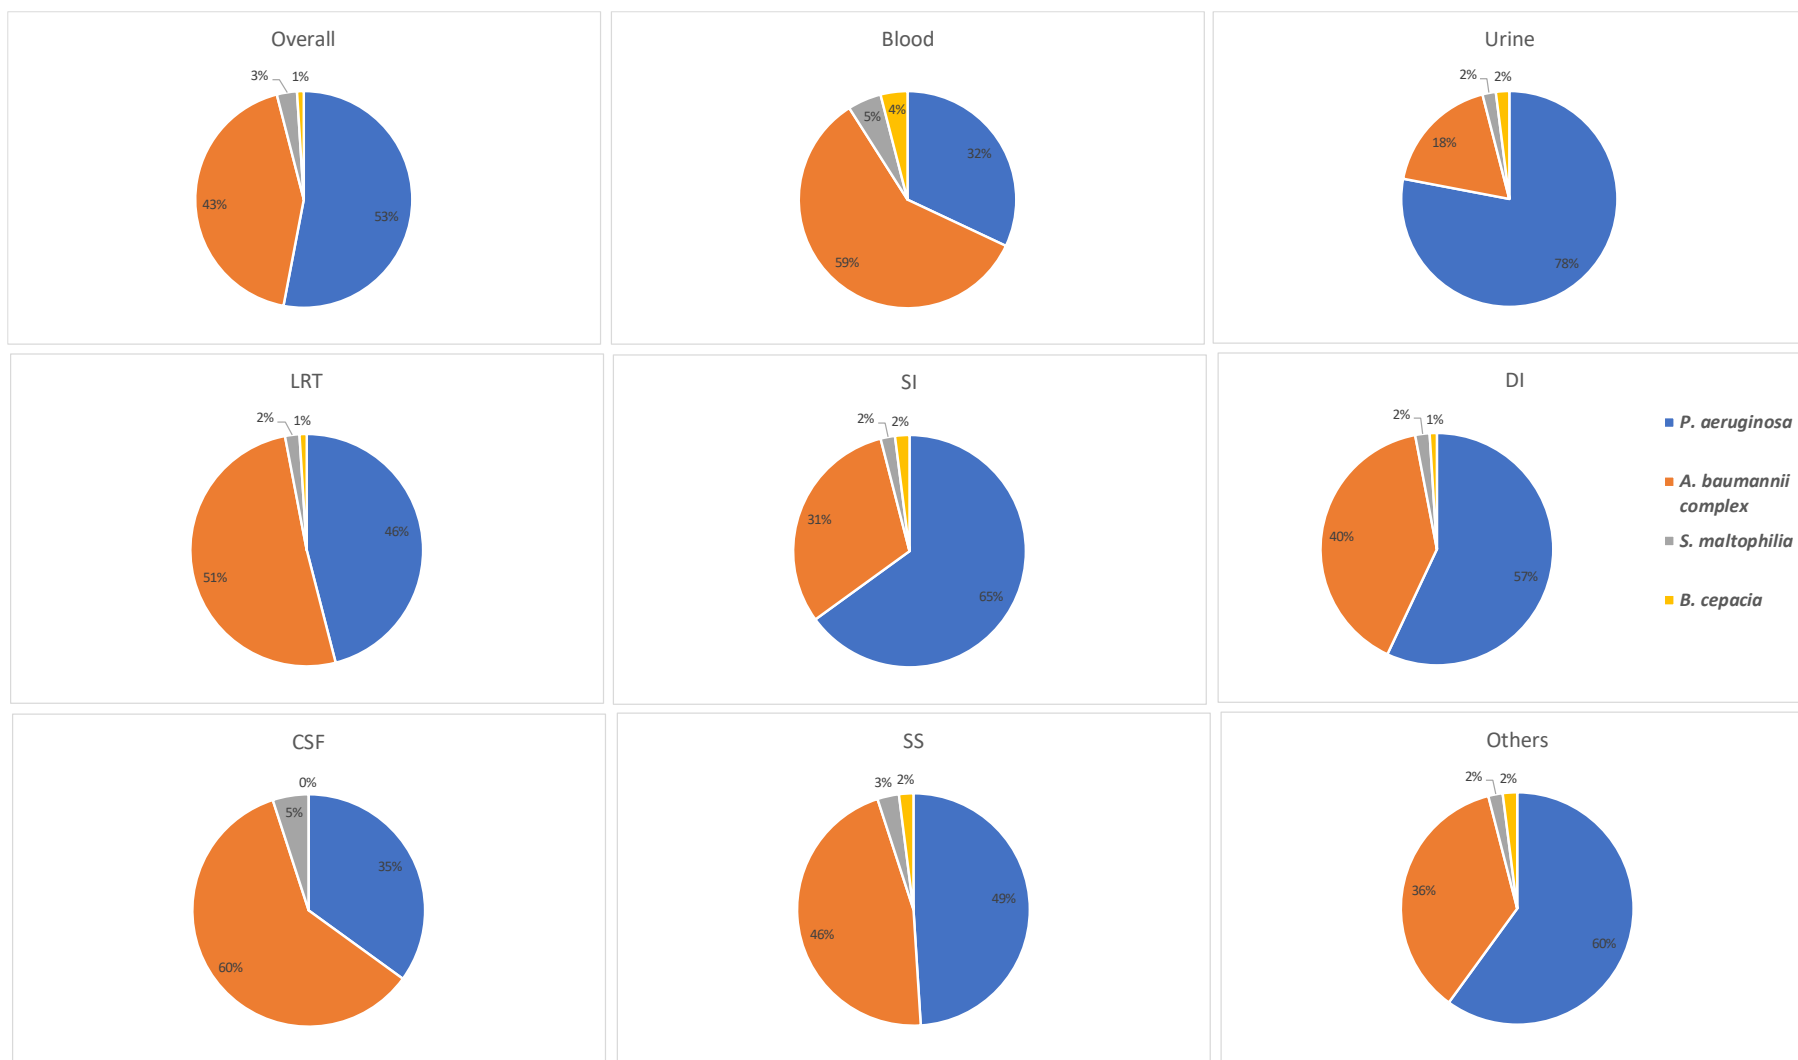 Overall
3%
1%
43%
53%
Blood
5%
4%
32%
59%
Urine
2%
2%
18%
78%
LRT
2%
1%
46%
51%
SI
2%
2%
31%
65%
DI
2%
1%
40%
57%
P. aeruginosa
A. baumannii
complex
S. maltophilia
B. cepacia
CSF
0%
5%
35%
60%
SS
3%
2%
49%
46%
Others
2%
2%
36%
60%